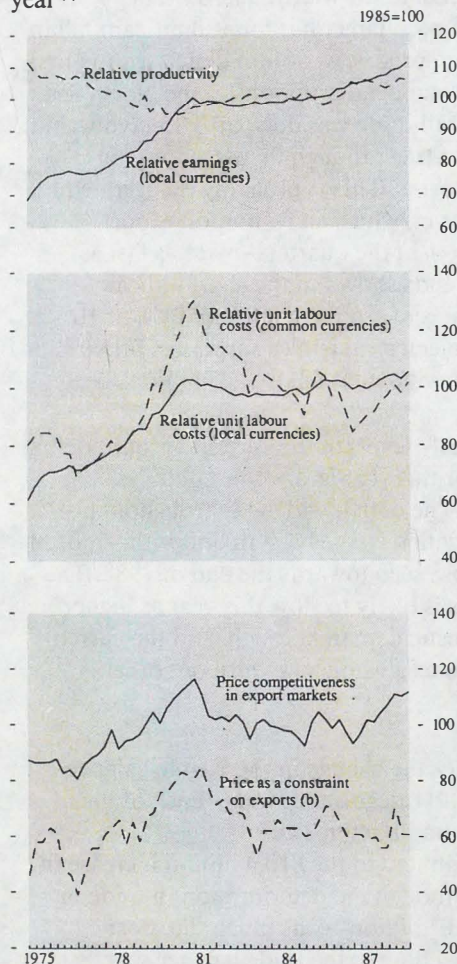 year
1985=100
120
110
Relative productivity
100
90
80
Relative earnings
(local currencies)
70
60
140
Relative unit labour
costs (common currencies)
120
100
Relative unit labour
costs (local currencies)
80
60
40
140
Price competitiveness
in export markets
120
100
80
Price as a constraint
on exports (b)
60
40
20
1975 78 81 84 87